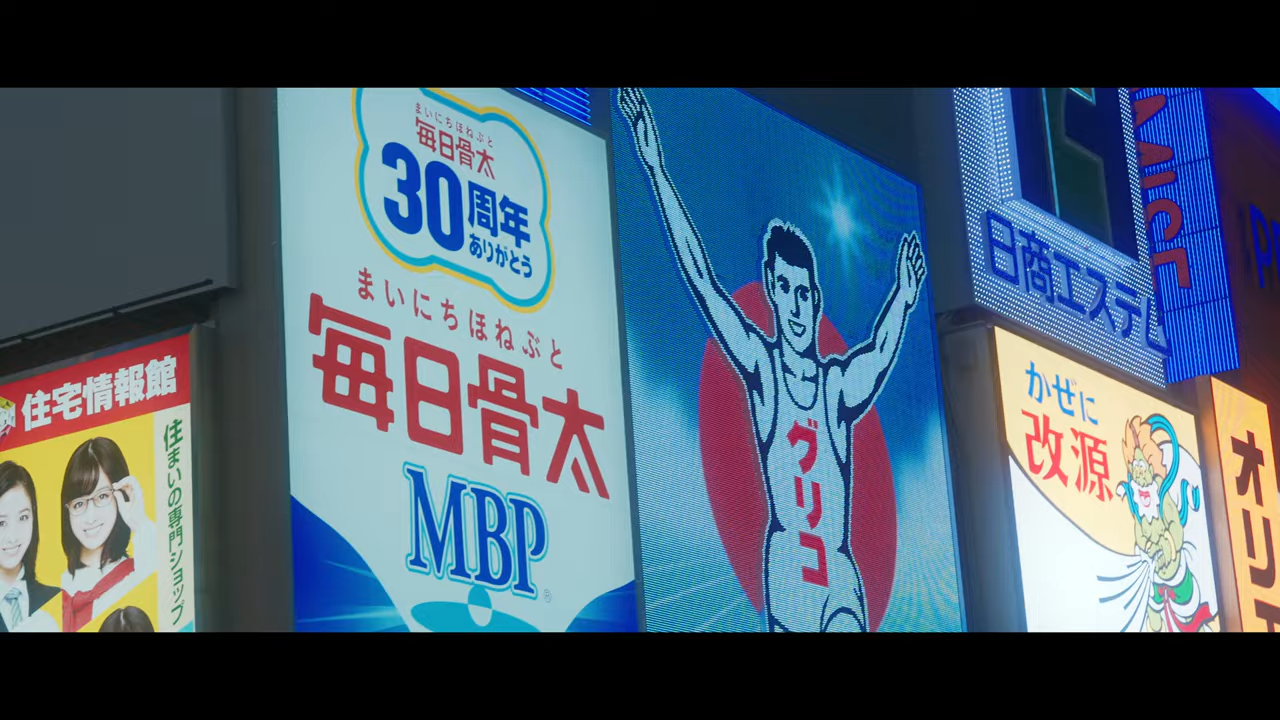 住宅情報館
住まいの専門ショップ
まいにちほねぶと
毎日骨太
30周年
ありがとう
まいにちほねぶと
毎日骨太
MBP®
グリコ
日商エステム
かぜに
改源
オリエ